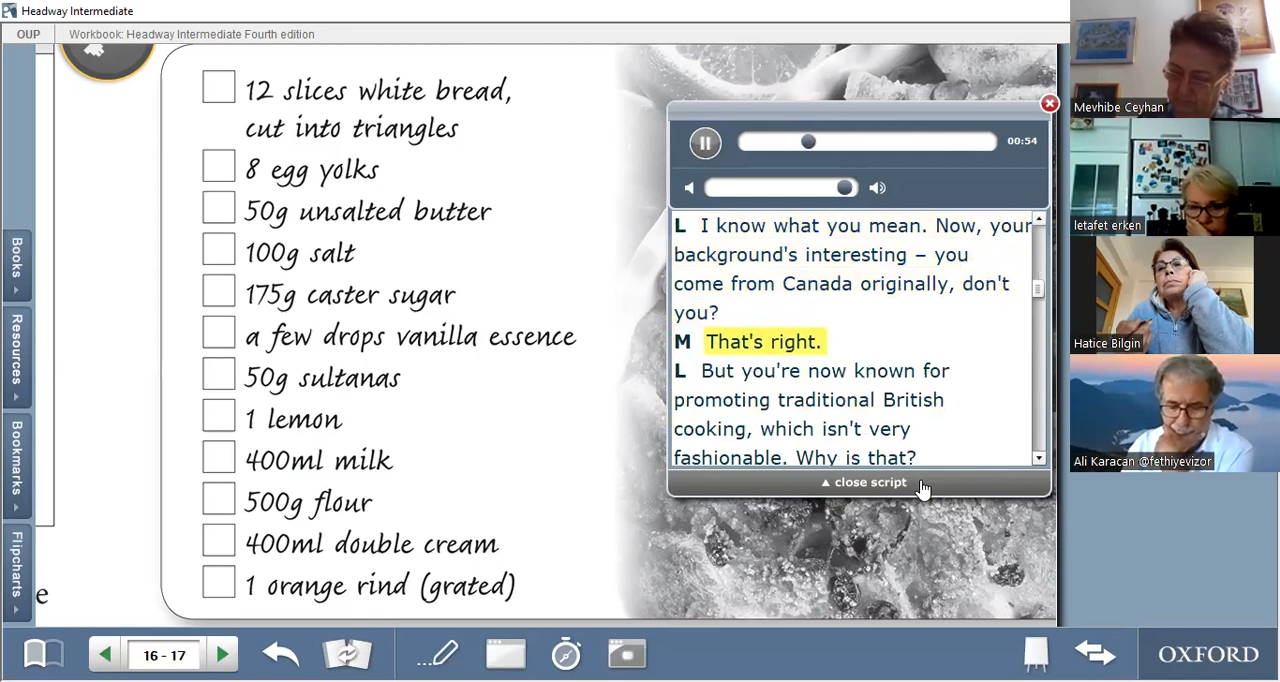 Headway Intermediate
OUP
Workbook: Headway Intermediate Fourth edition
12 slices white bread,
cut into triangles
8 egg yolks
50g unsalted butter
100g salt
175g caster sugar
a few drops vanilla essence
50g sultanas
1 lemon
400ml milk
500g flour
400ml double cream
1 orange rind (grated)
e
00:54
L I know what you mean. Now, your
background's interesting – you
come from Canada originally, don't
you?
M That's right.
L But you're now known for
promoting traditional British
cooking, which isn't very
fashionable. Why is that?
close script
Books
Resources
Bookmarks
Flipcharts
16 - 17
OXFORD
Mevhibe Ceyhan
letafet erken
Hatice Bilgin
Ali Karacan @fethiyevizor